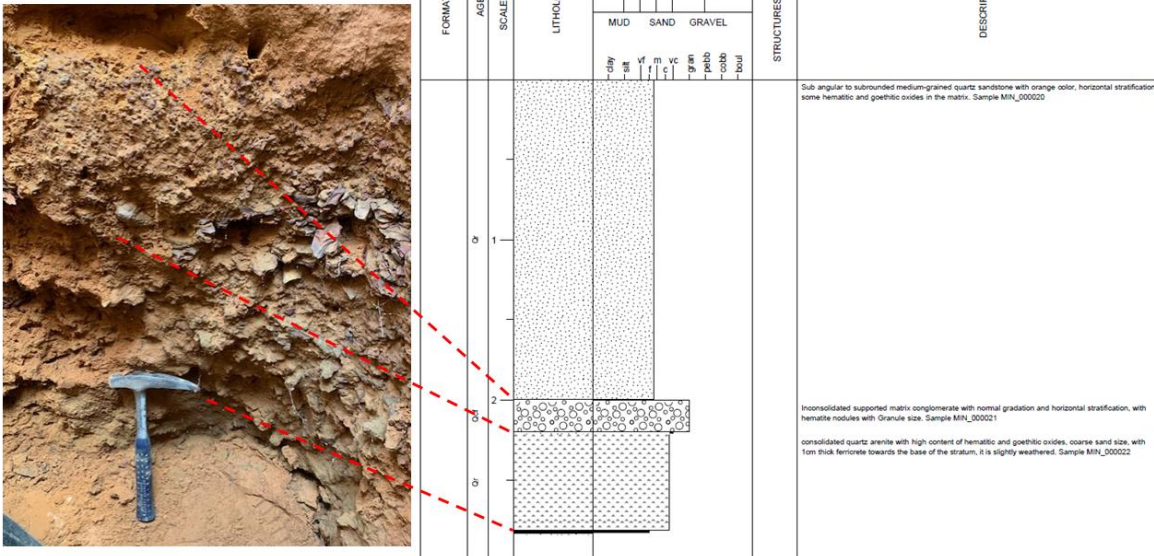 FORMA
AGE
SCALE
LITHOL
MUD SAND GRAVEL
clay
silt
vf
f
m
c
vc
gran
pebb
cobb
boul
STRUCTURES
DESCRI
Sub angular to subrounded medium-grained quartz sandstone with orange color, horizontal stratification
some hematitic and goethitic oxides in the matrix. Sample MIN_000020
Qr
1
2
Inconsolidated supported matrix conglomerate with normal gradation and horizontal stratification, with
hematite nodules with Granule size. Sample MIN_000021
consolidated quartz arenite with high content of hematitic and goethitic oxides, coarse sand size, with
1cm thick ferricrete towards the base of the stratum, it is slightly weathered. Sample MIN_000022
Qr